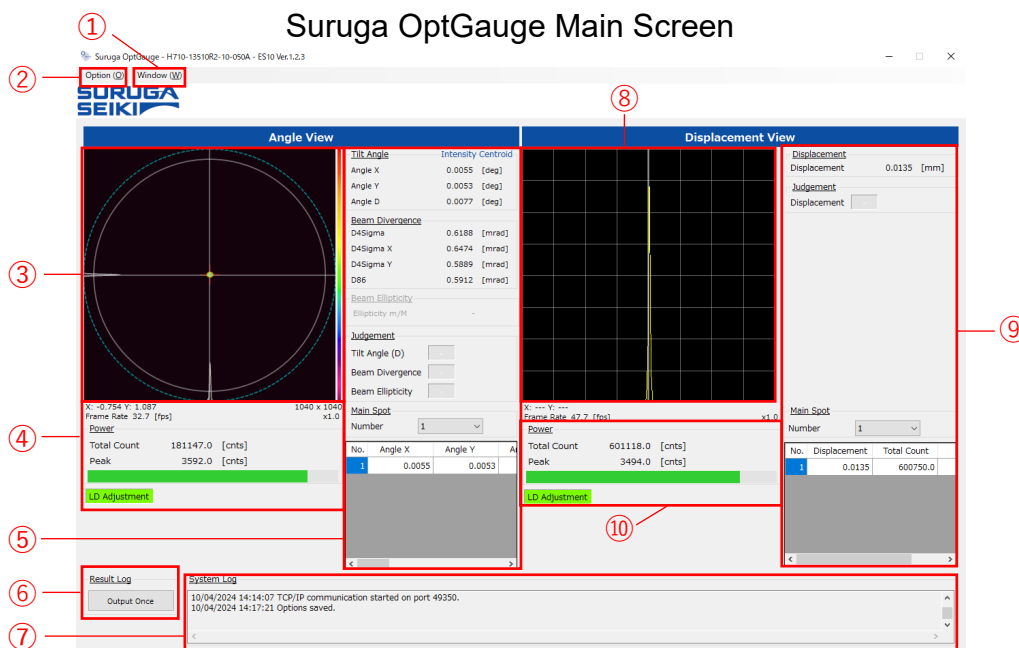 Suruga OptGauge Main Screen
①
Suruga OptGauge - H710-13510R2-10-050A - ES10 Ver.1.2.3
②
Option (O) Window (W)
SURUGA
SEIKI
⑧
Angle View
Displacement View
③
Tilt Angle Intensity Centroid
Angle X 0.0055 [deg]
Angle Y 0.0053 [deg]
Angle D 0.0077 [deg]
Beam Divergence
D4Sigma 0.6188 [mrad]
D4Sigma X 0.6474 [mrad]
D4Sigma Y 0.5889 [mrad]
D86 0.5912 [mrad]
Beam Ellipticity
Ellipticity m/M -
Judgement
Tilt Angle (D) -
Beam Divergence -
Beam Ellipticity -
X: -0.754 Y: 1.087 1040 x 1040
Frame Rate 32.7 [fps] x1.0
④
Power
Total Count 181147.0 [cnts]
Peak 3592.0 [cnts]
LD Adjustment
Main Spot
Number 1
No. Angle X Angle Y
1 0.0055 0.0053
⑤
X: --- Y: ---
Frame Rate 47.7 [fps] x1.0
Power
Total Count 601118.0 [cnts]
Peak 3494.0 [cnts]
LD Adjustment
⑩
Displacement
Displacement 0.0135 [mm]
Judgement
Displacement -
⑨
Main Spot
Number 1
No. Displacement Total Count
1 0.0135 600750.0
⑥
Result Log
Output Once
⑦
System Log
10/04/2024 14:14:07 TCP/IP communication started on port 49350.
10/04/2024 14:17:21 Options saved.